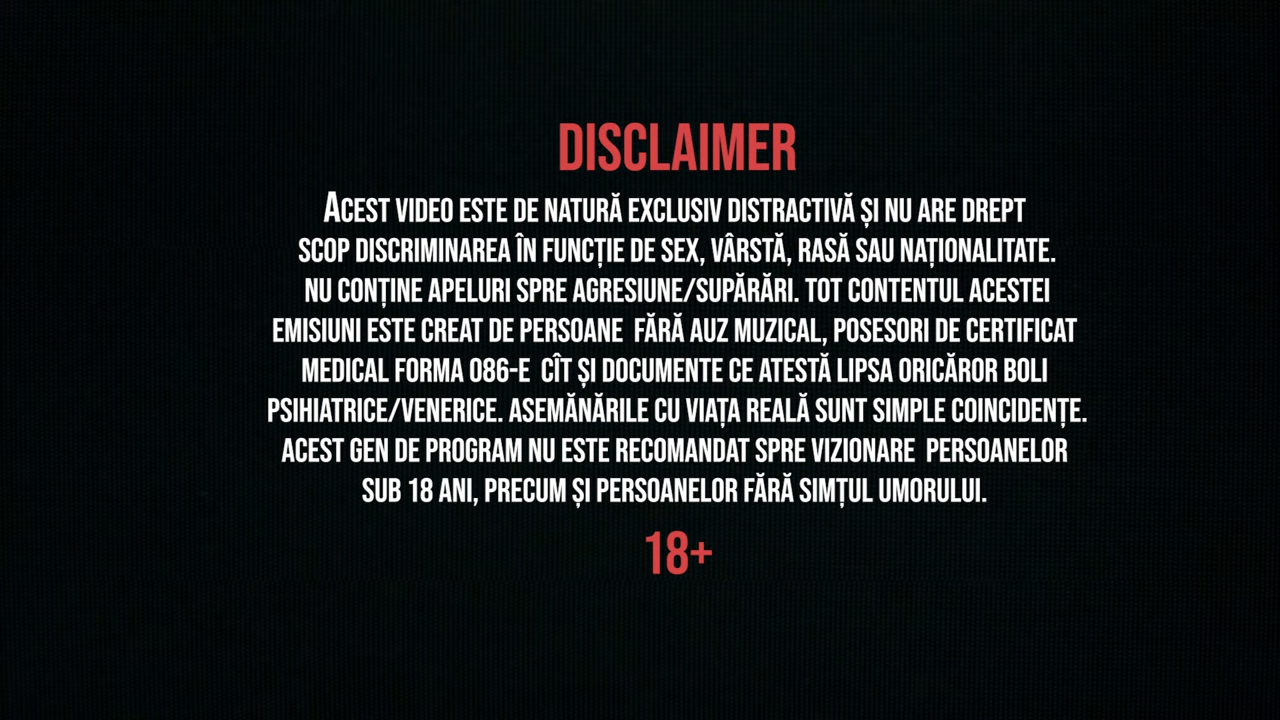 DISCLAIMER
ACEST VIDEO ESTE DE NATURĂ EXCLUSIV DISTRACTIVĂ ȘI NU ARE DREPT
SCOP DISCRIMINAREA ÎN FUNCȚIE DE SEX, VÂRSTĂ, RASĂ SAU NAȚIONALITATE.
NU CONȚINE APELURI SPRE AGRESIUNE/SUPĂRĂRI. TOT CONTENTUL ACESTEI
EMISIUNI ESTE CREAT DE PERSOANE FĂRĂ AUZ MUZICAL, POSESORI DE CERTIFICAT
MEDICAL FORMA 086-E CÎT ȘI DOCUMENTE CE ATESTĂ LIPSA ORICĂROR BOLI
PSIHIATRICE/VENERICE. ASEMĂNĂRILE CU VIAȚA REALĂ SUNT SIMPLE COINCIDENȚE.
ACEST GEN DE PROGRAM NU ESTE RECOMANDAT SPRE VIZIONARE PERSOANELOR
SUB 18 ANI, PRECUM ȘI PERSOANELOR FĂRĂ SIMȚUL UMORULUI.
18+